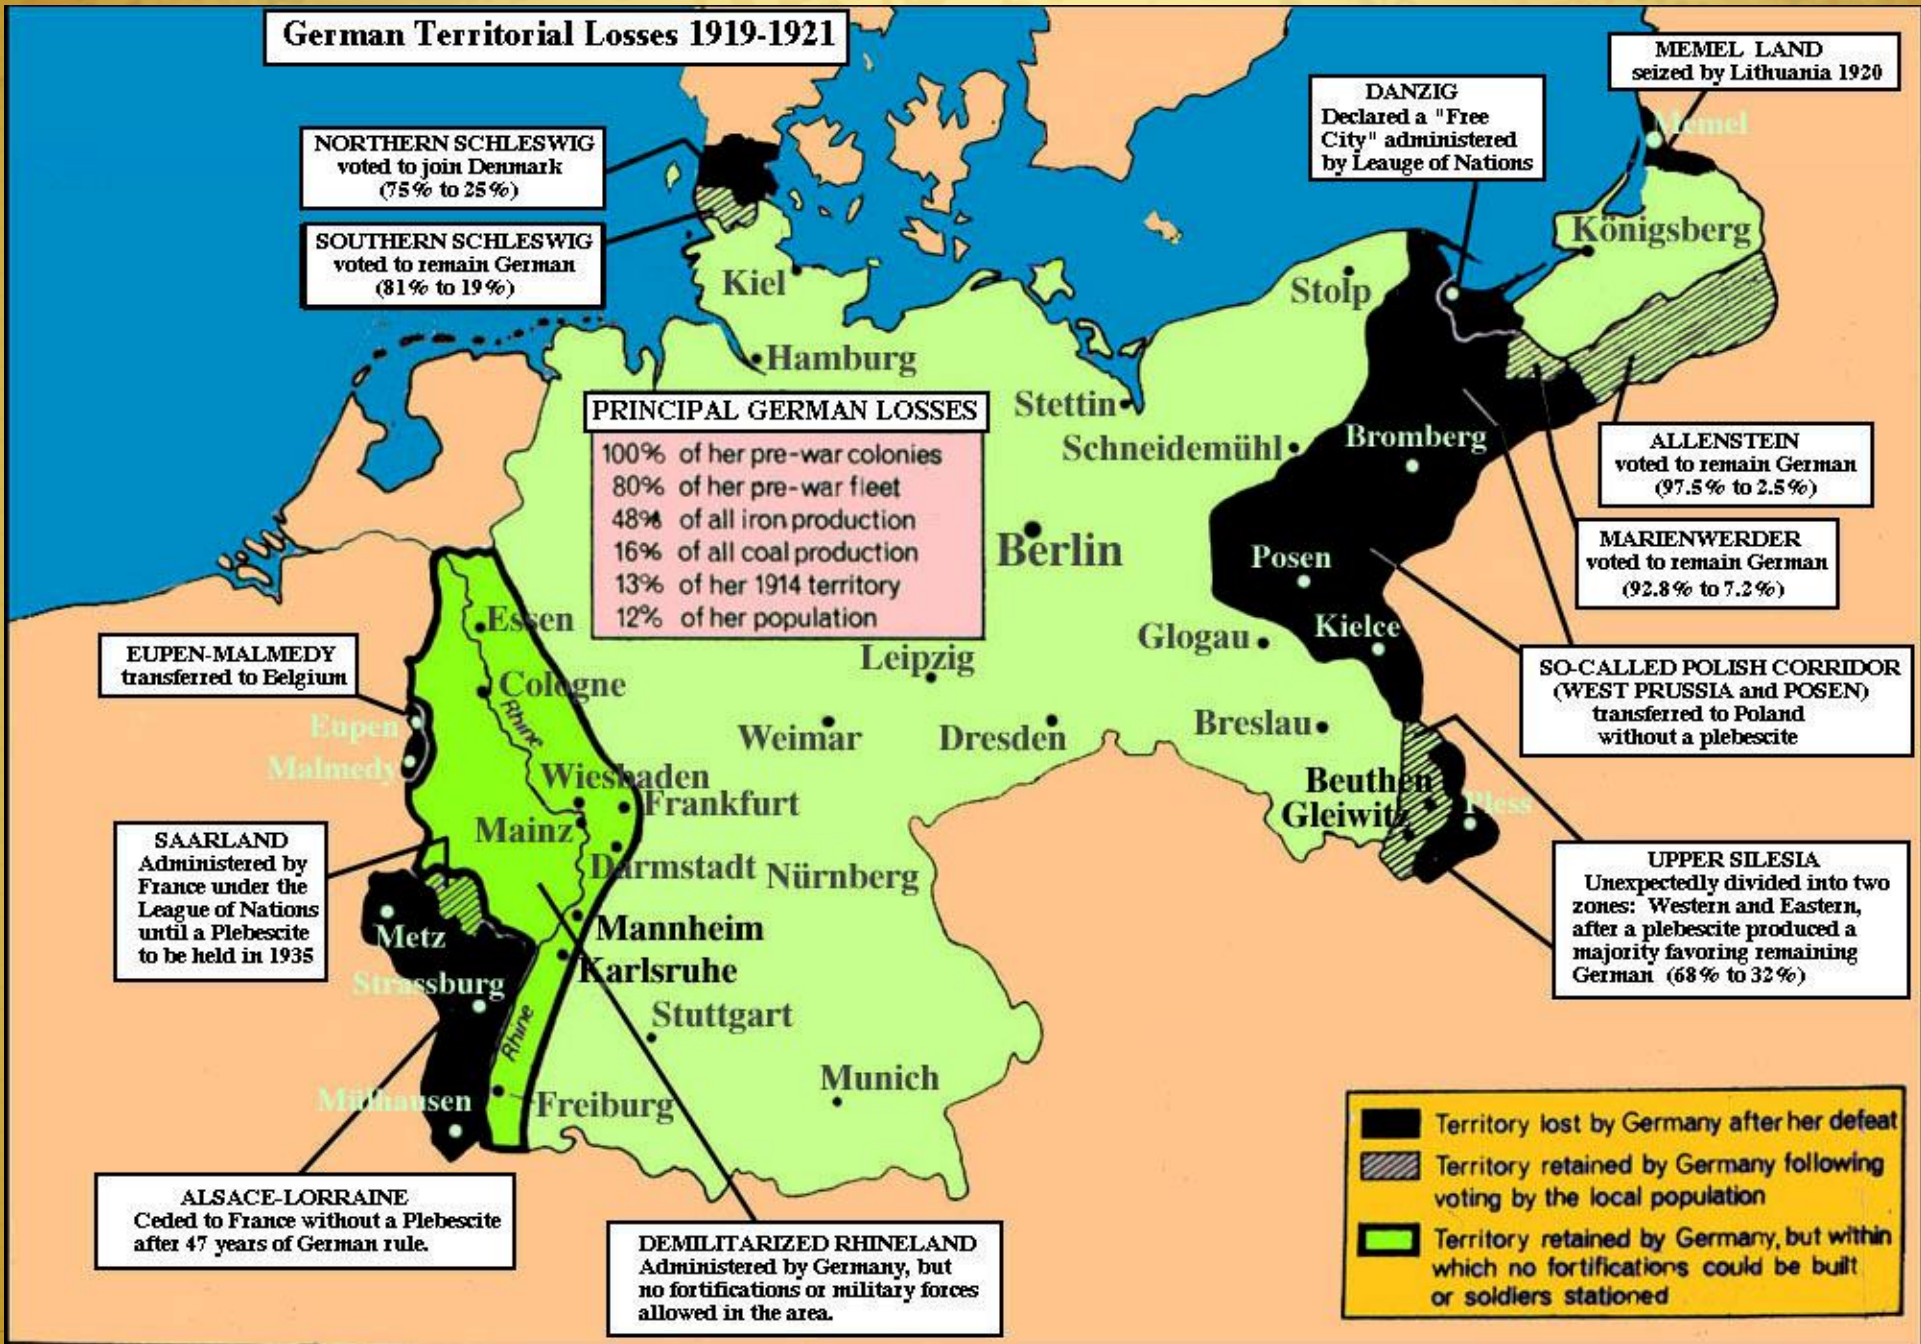 German Territorial Losses 1919-1921
MEMEL LAND
seized by Lithuania 1920
DANZIG
Declared a "Free
City" administered
by Leauge of Nations
Memel
NORTHERN SCHLESWIG
voted to join Denmark
(75% to 25%)
SOUTHERN SCHLESWIG
voted to remain German
(81% to 19%)
Königsberg
Kiel
Stolp
Hamburg
Stettin
Schneidemühl
Bromberg
PRINCIPAL GERMAN LOSSES
100% of her pre-war colonies
80% of her pre-war fleet
48% of all iron production
16% of all coal production
13% of her 1914 territory
12% of her population
ALLENSTEIN
voted to remain German
(97.5% to 2.5%)
MARIENWERDER
voted to remain German
(92.8% to 7.2%)
Berlin
Posen
Kielce
Glogau
Essen
Leipzig
EUPEN-MALMEDY
transferred to Belgium
SO-CALLED POLISH CORRIDOR
(WEST PRUSSIA and POSEN)
transferred to Poland
without a plebescite
Cologne
Rhine
Eupen
Malmedy
Weimar
Dresden
Breslau
Wiesbaden
Frankfurt
Mainz
Darmstadt
Nürnberg
Beuthen
Gleiwitz
Pless
SAARLAND
Administered by
France under the
League of Nations
until a Plebescite
to be held in 1935
UPPER SILESIA
Unexpectedly divided into two
zones: Western and Eastern,
after a plebescite produced a
majority favoring remaining
German (68% to 32%)
Metz
Mannheim
Karlsruhe
Strassburg
Stuttgart
Rhine
Munich
Mülhausen
Freiburg
ALSACE-LORRAINE
Ceded to France without a Plebescite
after 47 years of German rule.
DEMILITARIZED RHINELAND
Administered by Germany, but
no fortifications or military forces
allowed in the area.
Territory lost by Germany after her defeat
Territory retained by Germany following
voting by the local population
Territory retained by Germany, but within
which no fortifications could be built
or soldiers stationed